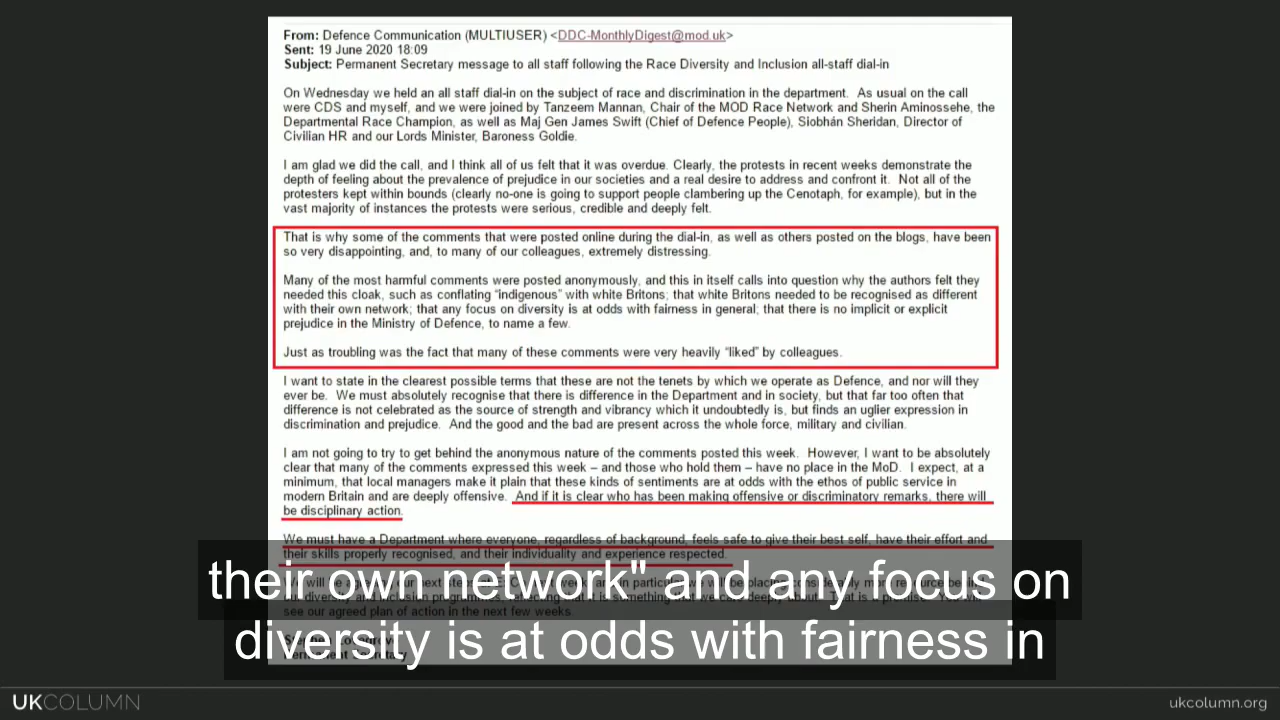 From: Defence Communication (MULTIUSER) <DDC-MonthlyDigest@mod.uk>
Sent: 19 June 2020 18:09
Subject: Permanent Secretary message to all staff following the Race Diversity and Inclusion all-staff dial-in
On Wednesday we held an all staff dial-in on the subject of race and discrimination in the department. As usual on the call
were CDS and myself, and we were joined by Tanzeem Mannan, Chair of the MOD Race Network and Sherin Aminossehe, the
Departmental Race Champion, as well as Maj Gen James Swift (Chief of Defence People), Siobhán Sheridan, Director of
Civilian HR and our Lords Minister, Baroness Goldie.
I am glad we did the call, and I think all of us felt that it was overdue. Clearly, the protests in recent weeks demonstrate the
depth of feeling about the prevalence of prejudice in our societies and a real desire to address and confront it. Not all of the
protesters kept within bounds (clearly no-one is going to support people clambering up the Cenotaph, for example), but in the
vast majority of instances the protests were serious, credible and deeply felt.
That is why some of the comments that were posted online during the dial-in, as well as others posted on the blogs, have been
so very disappointing, and, to many of our colleagues, extremely distressing.
Many of the most harmful comments were posted anonymously, and this in itself calls into question why the authors felt they
needed this cloak, such as conflating “indigenous” with white Britons; that white Britons needed to be recognised as different
with their own network; that any focus on diversity is at odds with fairness in general; that there is no implicit or explicit
prejudice in the Ministry of Defence, to name a few.
Just as troubling was the fact that many of these comments were very heavily “liked” by colleagues.
I want to state in the clearest possible terms that these are not the tenets by which we operate as Defence, and nor will they
ever be. We must absolutely recognise that there is difference in the Department and in society, but that far too often that
difference is not celebrated as the source of strength and vibrancy which it undoubtedly is, but finds an uglier expression in
discrimination and prejudice. And the good and the bad are present across the whole force, military and civilian.
I am not going to try to get behind the anonymous nature of the comments posted this week. However, I want to be absolutely
clear that many of the comments expressed this week – and those who hold them – have no place in the MoD. I expect, at a
minimum, that local managers make it plain that these kinds of sentiments are at odds with the ethos of public service in
modern Britain and are deeply offensive. And if it is clear who has been making offensive or discriminatory remarks, there will
be disciplinary action.
We must have a Department where everyone, regardless of background, feels safe to give their best self, have their effort and
their skills properly recognised, and their individuality and experience respected.
see our agreed plan of action in the next few weeks.
their own network" and any focus on
diversity is at odds with fairness in
UKCOLUMN
ukcolumn.org